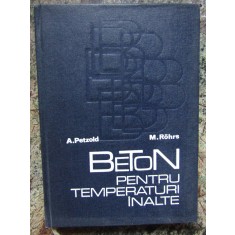 A.Petzold M.Röhrs
BETON
PENTRU
TEMPERATURI
ÎNALTE